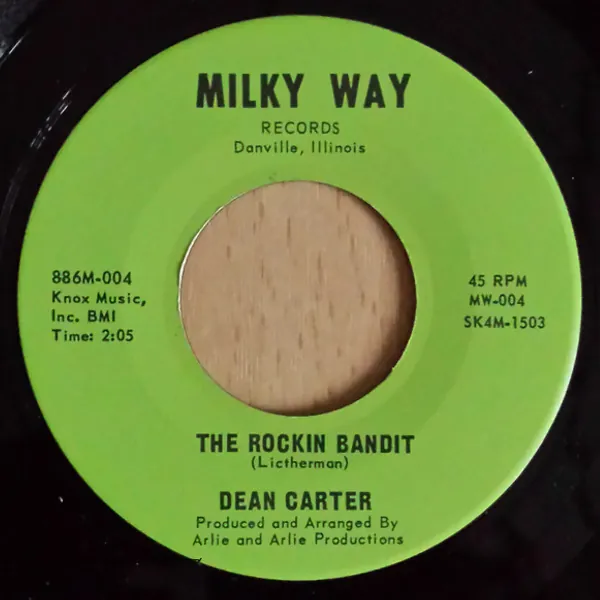 MILKY WAY
RECORDS
Danville, Illinois
886M-004
Knox Music,
Inc. BMI
Time: 2:05
45 RPM
MW-004
SK4M-1503
THE ROCKIN BANDIT
(Lictherman)
DEAN CARTER
Produced and Arranged By
Arlie and Arlie Productions